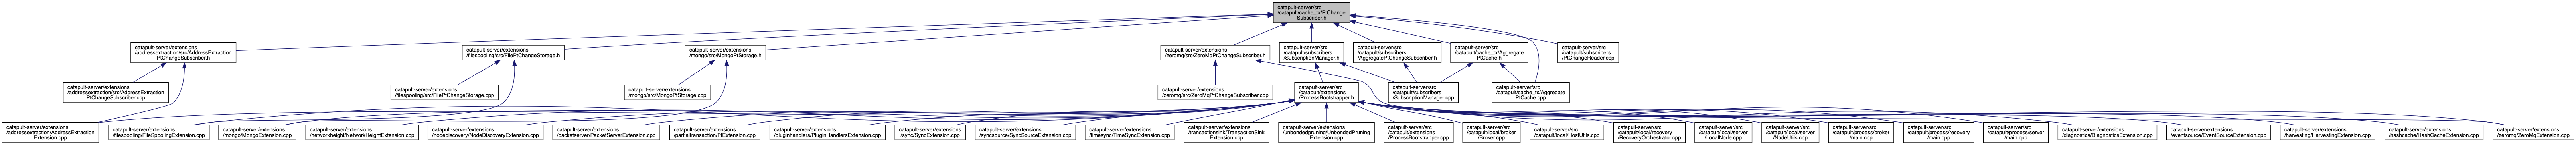 catapult-server/src
/catapult/cache_tx/PtChange
Subscriber.h
catapult-server/extensions
/addressextraction/src/AddressExtraction
PtChangeSubscriber.h
catapult-server/extensions
/filespooling/src/FilePtChangeStorage.h
catapult-server/extensions
/mongo/src/MongoPtStorage.h
catapult-server/extensions
/zeromq/src/ZeroMqPtChangeSubscriber.h
catapult-server/src
/catapult/subscribers
/SubscriptionManager.h
catapult-server/src
/catapult/subscribers
/AggregatePtChangeSubscriber.h
catapult-server/src
/catapult/cache_tx/Aggregate
PtCache.h
catapult-server/src
/catapult/subscribers
/PtChangeReader.cpp
catapult-server/extensions
/addressextraction/src/AddressExtraction
PtChangeSubscriber.cpp
catapult-server/extensions
/filespooling/src/FilePtChangeStorage.cpp
catapult-server/extensions
/mongo/src/MongoPtStorage.cpp
catapult-server/extensions
/zeromq/src/ZeroMqPtChangeSubscriber.cpp
catapult-server/src
/catapult/extensions
/ProcessBootstrapper.h
catapult-server/src
/catapult/subscribers
/SubscriptionManager.cpp
catapult-server/src
/catapult/cache_tx/Aggregate
PtCache.cpp
catapult-server/extensions
/addressextraction/AddressExtraction
Extension.cpp
catapult-server/extensions
/filespooling/FileSpoolingExtension.cpp
catapult-server/extensions
/mongo/MongoExtension.cpp
catapult-server/extensions
/networkheight/NetworkHeightExtension.cpp
catapult-server/extensions
/nodediscovery/NodeDiscoveryExtension.cpp
catapult-server/extensions
/packetserver/PacketServerExtension.cpp
catapult-server/extensions
/partialtransaction/PtExtension.cpp
catapult-server/extensions
/pluginhandlers/PluginHandlersExtension.cpp
catapult-server/extensions
/sync/SyncExtension.cpp
catapult-server/extensions
/syncsource/SyncSourceExtension.cpp
catapult-server/extensions
/timesync/TimeSyncExtension.cpp
catapult-server/extensions
/transactionsink/TransactionSink
Extension.cpp
catapult-server/extensions
/unbondedpruning/UnbondedPruning
Extension.cpp
catapult-server/src
/catapult/extensions
/ProcessBootstrapper.cpp
catapult-server/src
/catapult/local/broker
/Broker.cpp
catapult-server/src
/catapult/local/HostUtils.cpp
catapult-server/src
/catapult/local/recovery
/RecoveryOrchestrator.cpp
catapult-server/src
/catapult/local/server
/LocalNode.cpp
catapult-server/src
/catapult/local/server
/NodeUtils.cpp
catapult-server/src
/catapult/process/broker
/main.cpp
catapult-server/src
/catapult/process/recovery
/main.cpp
catapult-server/src
/catapult/process/server
/main.cpp
catapult-server/extensions
/diagnostics/DiagnosticsExtension.cpp
catapult-server/extensions
/eventsource/EventSourceExtension.cpp
catapult-server/extensions
/harvesting/HarvestingExtension.cpp
catapult-server/extensions
/hashcache/HashCacheExtension.cpp
catapult-server/extensions
/zeromq/ZeroMqExtension.cpp